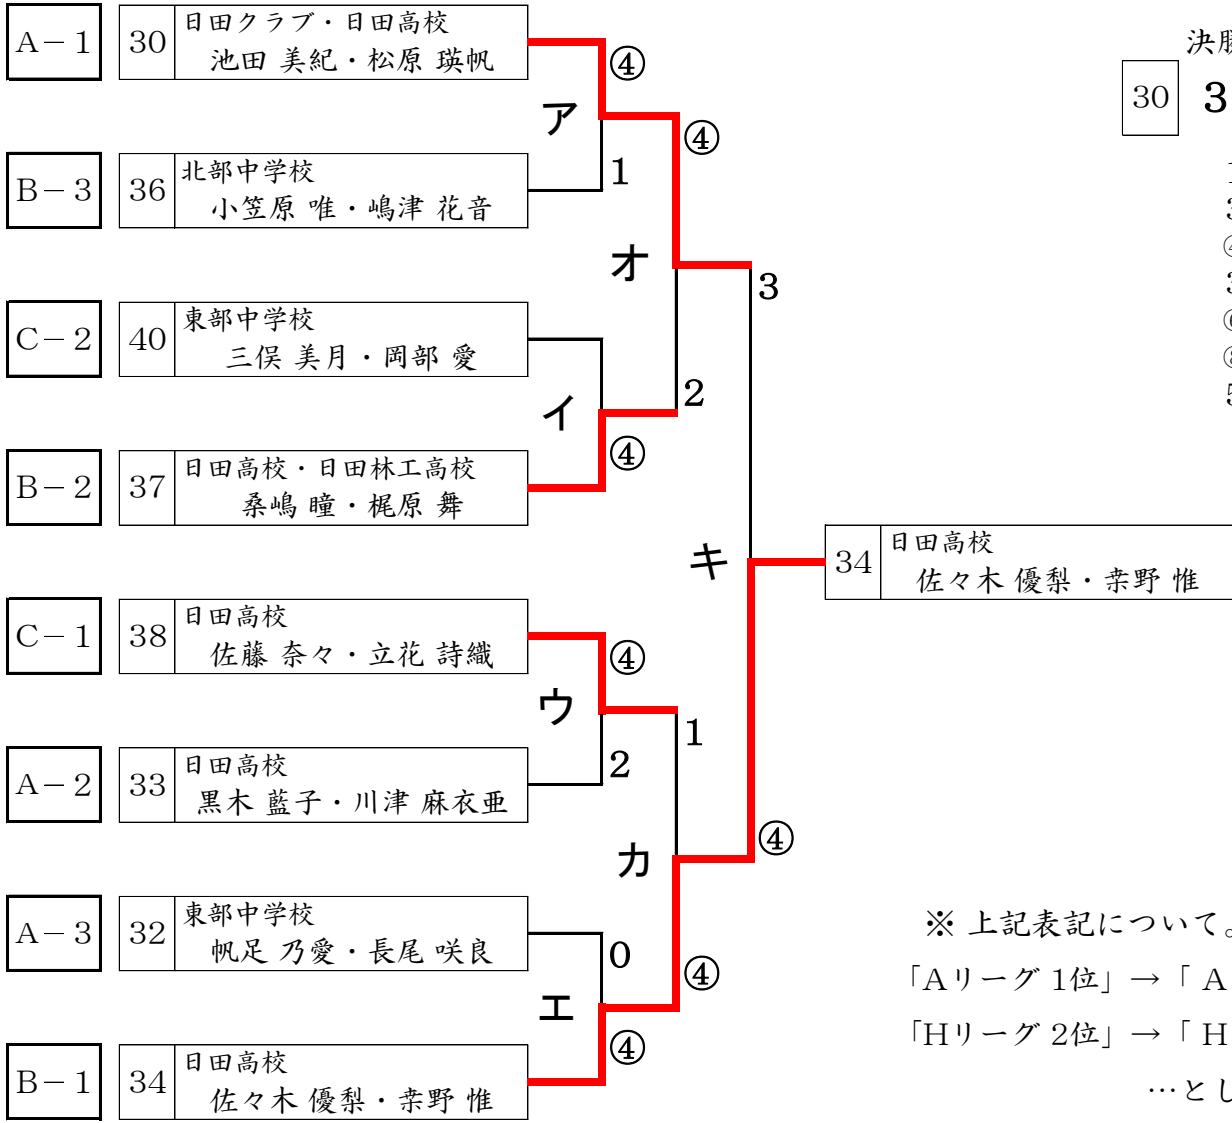 A－1
30
日田クラブ・日田高校
池田 美紀・松原 瑛帆
④
ア
1
B－3
36
北部中学校
小笠原 唯・嶋津 花音
④
オ
2
C－2
40
東部中学校
三俣 美月・岡部 愛
イ
④
B－2
37
日田高校・日田林工高校
桑嶋 瞳・梶原 舞
3
キ
④
34
日田高校
佐々木 優梨・桒野 惟
C－1
38
日田高校
佐藤 奈々・立花 詩織
④
ウ
2
A－2
33
日田高校
黒木 藍子・川津 麻衣亜
1
カ
④
A－3
32
東部中学校
帆足 乃愛・長尾 咲良
0
エ
④
B－1
34
日田高校
佐々木 優梨・桒野 惟
決勝
30
3
※ 上記表記について。
「Aリーグ 1位」→「 A
「Hリーグ 2位」→「 H
…とし